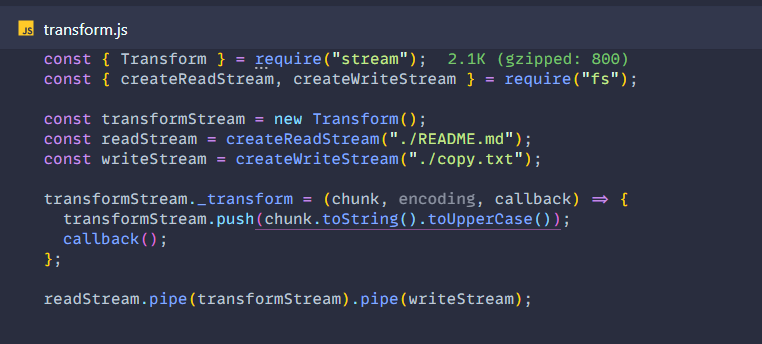 JS transform.js
const { Transform } = require("stream"); 2.1K (gzipped: 800)
const { createReadStream, createWriteStream } = require("fs");
const transformStream = new Transform();
const readStream = createReadStream("./README.md");
const writeStream = createWriteStream("./copy.txt");
transformStream._transform = (chunk, encoding, callback) => {
transformStream.push(chunk.toString().toUpperCase());
callback();
};
readStream.pipe(transformStream).pipe(writeStream);